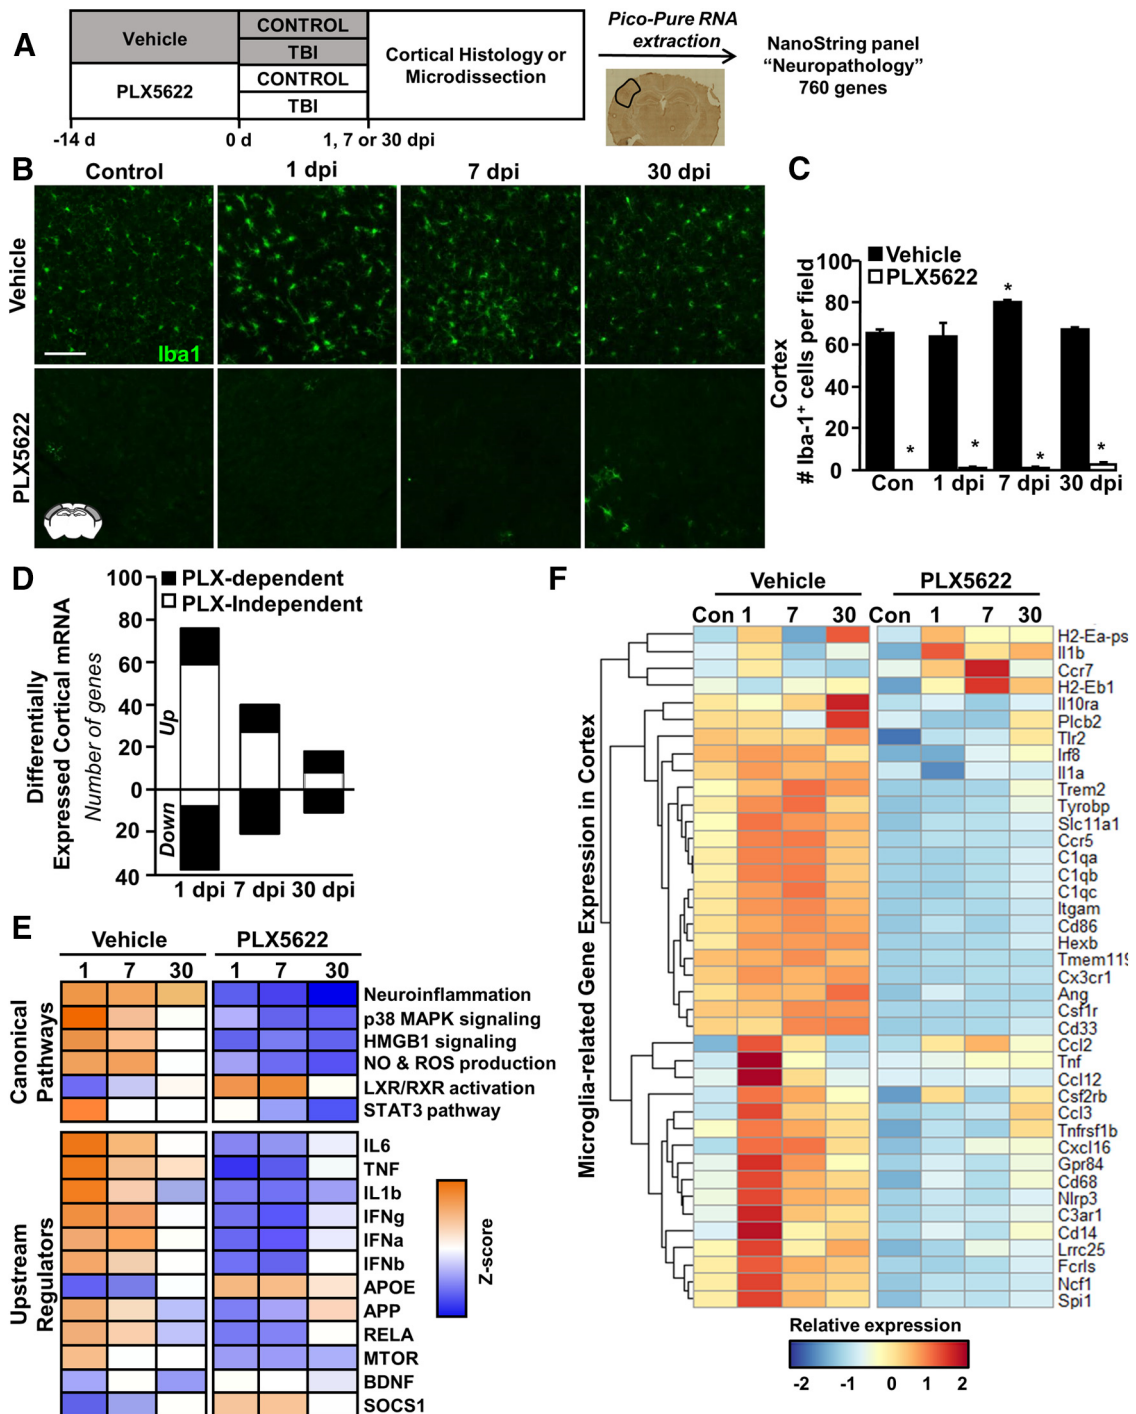 A
Vehicle
PLX5622
CONTROL
TBI
CONTROL
TBI
Cortical Histology or
Microdissection
-14 d
0 d
1, 7 or 30 dpi
Pico-Pure RNA
extraction
NanoString panel
“Neuropathology”
760 genes
B
Control
1 dpi
7 dpi
30 dpi
Vehicle
PLX5622
Iba1
C
Vehicle
PLX5622
Cortex
# Iba-1+ cells per field
100
80
60
40
20
0
*
*
*
*
*
Con
1 dpi
7 dpi
30 dpi
D
PLX-dependent
PLX-Independent
Differentially
Expressed Cortical mRNA
Number of genes
100
80
60
40
20
0
20
40
Up
Down
1 dpi
7 dpi
30 dpi
E
Vehicle
PLX5622
1
7
30
1
7
30
Canonical
Pathways
Neuroinflammation
p38 MAPK signaling
HMGB1 signaling
NO & ROS production
LXR/RXR activation
STAT3 pathway
Upstream
Regulators
IL6
TNF
IL1b
IFNg
IFNa
IFNb
APOE
APP
RELA
MTOR
BDNF
SOCS1
Z-score
F
Vehicle
PLX5622
Con
1
7
30
Con
1
7
30
Microglia-related Gene Expression in Cortex
H2-Ea-ps
Il1b
Ccr7
H2-Eb1
Il10ra
Plcb2
Tlr2
Irf8
Il1a
Trem2
Tyrobp
Slc11a1
Ccr5
C1qa
C1qb
C1qc
Itgam
Cd86
Hexb
Tmem119
Cx3cr1
Ang
Csf1r
Cd33
Ccl2
Tnf
Ccl12
Csf2rb
Ccl3
Tnfrsf1b
Cxcl16
Gpr84
Cd68
Nlrp3
C3ar1
Cd14
Lrrc25
Fcrls
Ncf1
Spi1
Relative expression
-2
-1
0
1
2